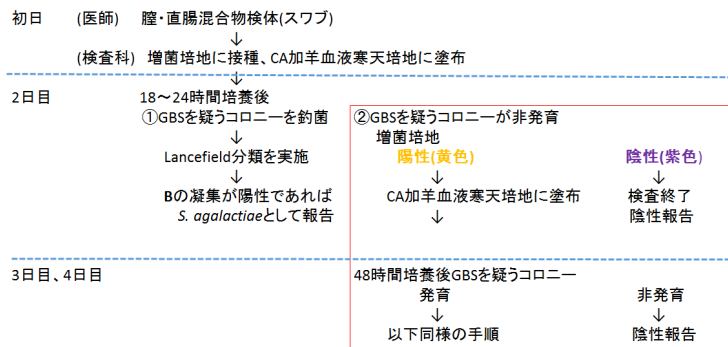 初日 (医師) 膣・直腸混合物検体(スワブ)
↓
(検査科) 増菌培地に接種、CA加羊血液寒天培地に塗布
↓
2日目 18～24時間培養後
①GBSを疑うコロニーを釣菌 ②GBSを疑うコロニーが非発育
↓ 増菌培地
Lancefield分類を実施 陽性(黄色) 陰性(紫色)
↓ ↓ ↓
Bの凝集が陽性であれば CA加羊血液寒天培地に塗布 検査終了
S. agalactiaeとして報告 ↓ 陰性報告
3日目、4日目 48時間培養後GBSを疑うコロニー
発育 非発育
↓ ↓
以下同様の手順 陰性報告